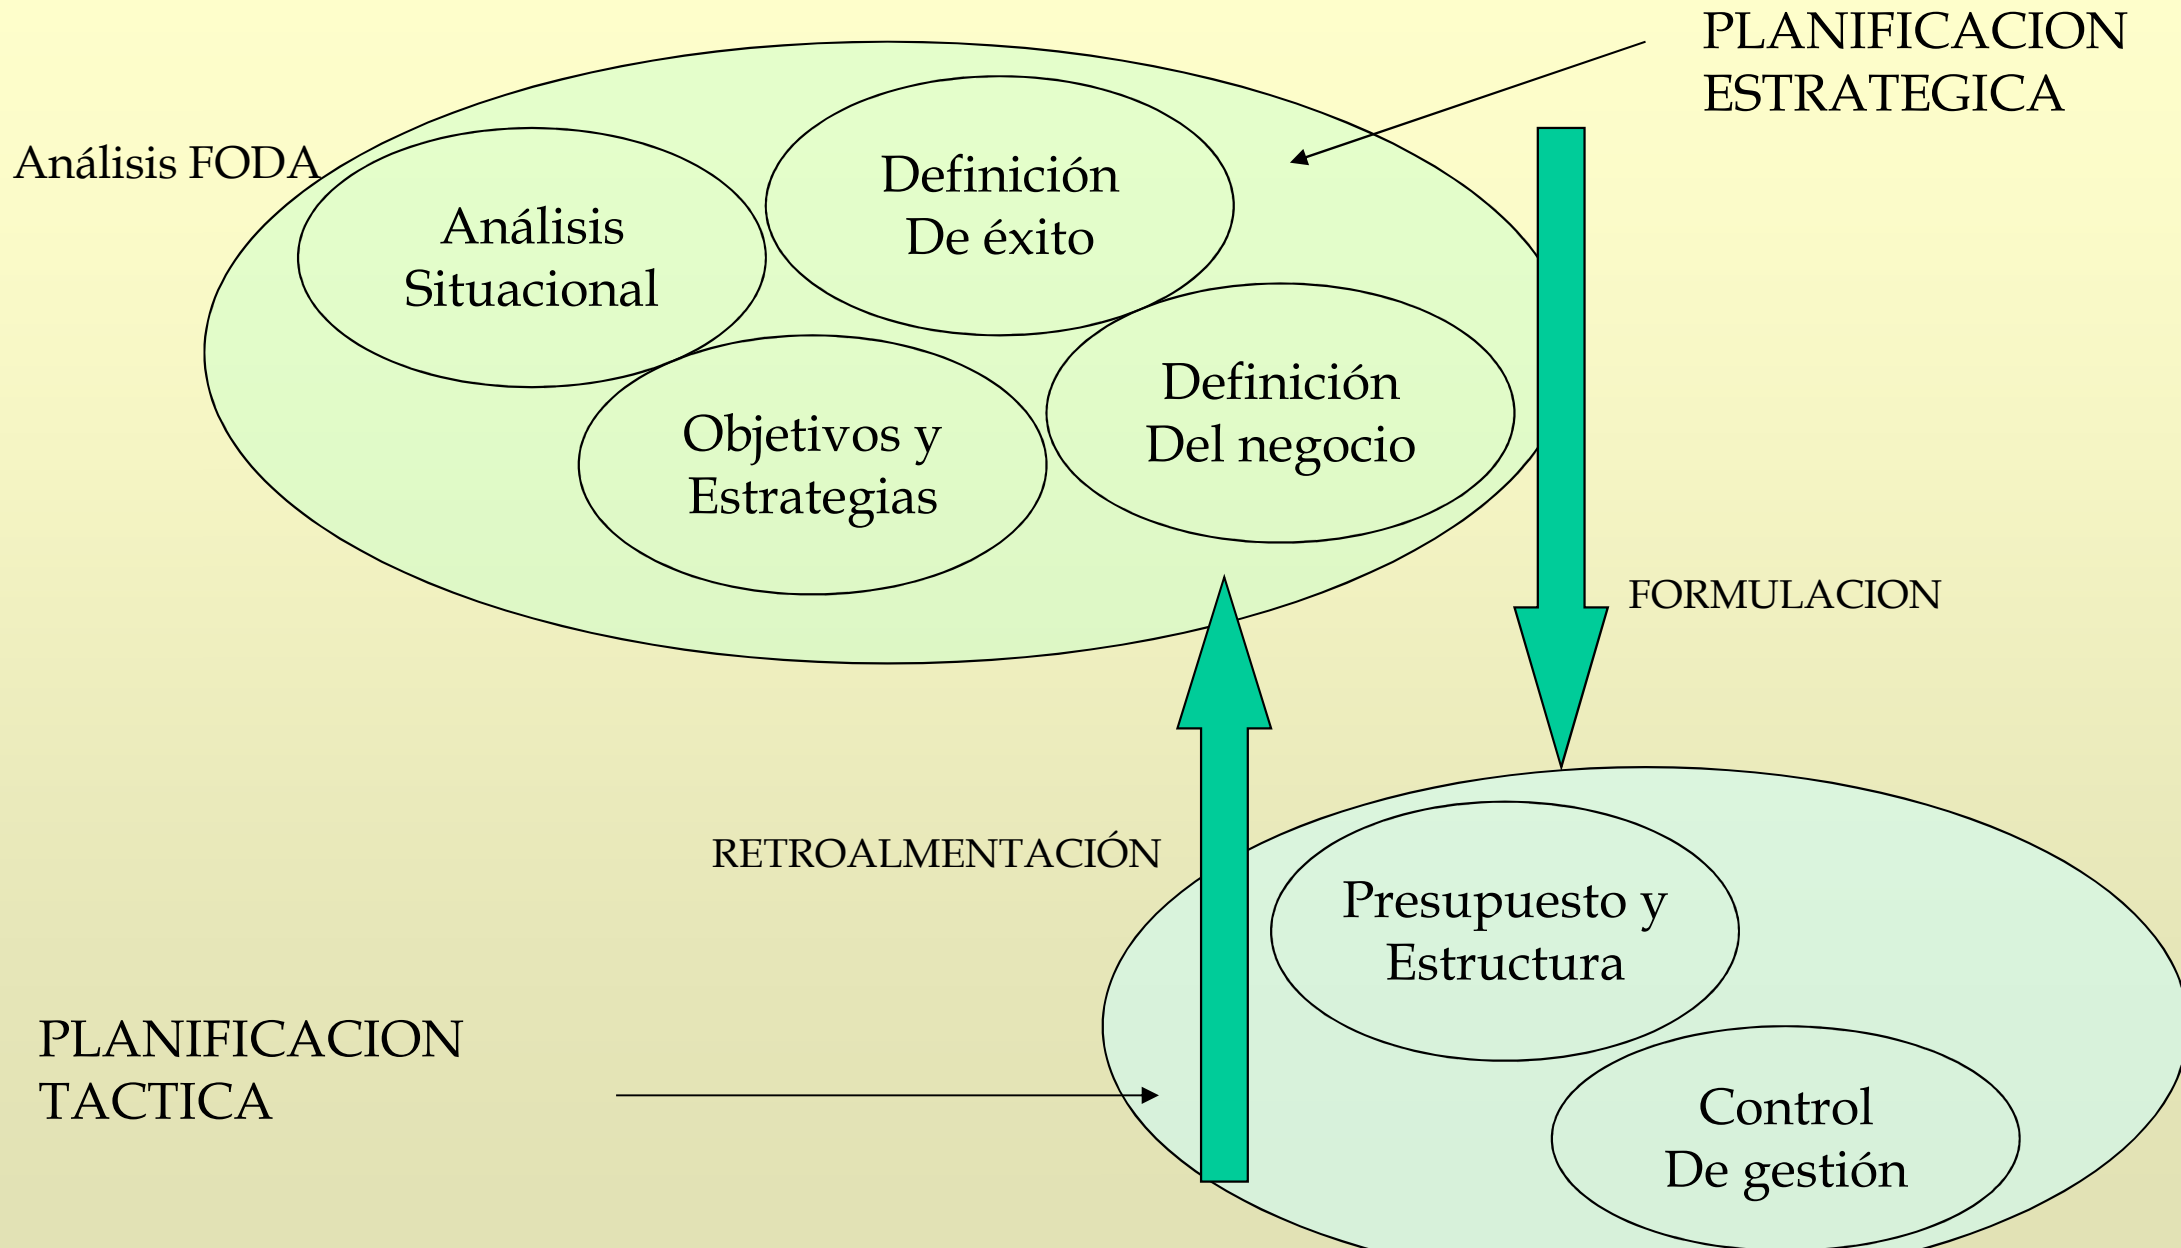 PLANIFICACION
ESTRATEGICA
Análisis FODA
Definición
De éxito
Análisis
Situacional
Definición
Del negocio
Objetivos y
Estrategias
FORMULACION
RETROALMENTACIÓN
Presupuesto y
Estructura
PLANIFICACION
TACTICA
Control
De gestión